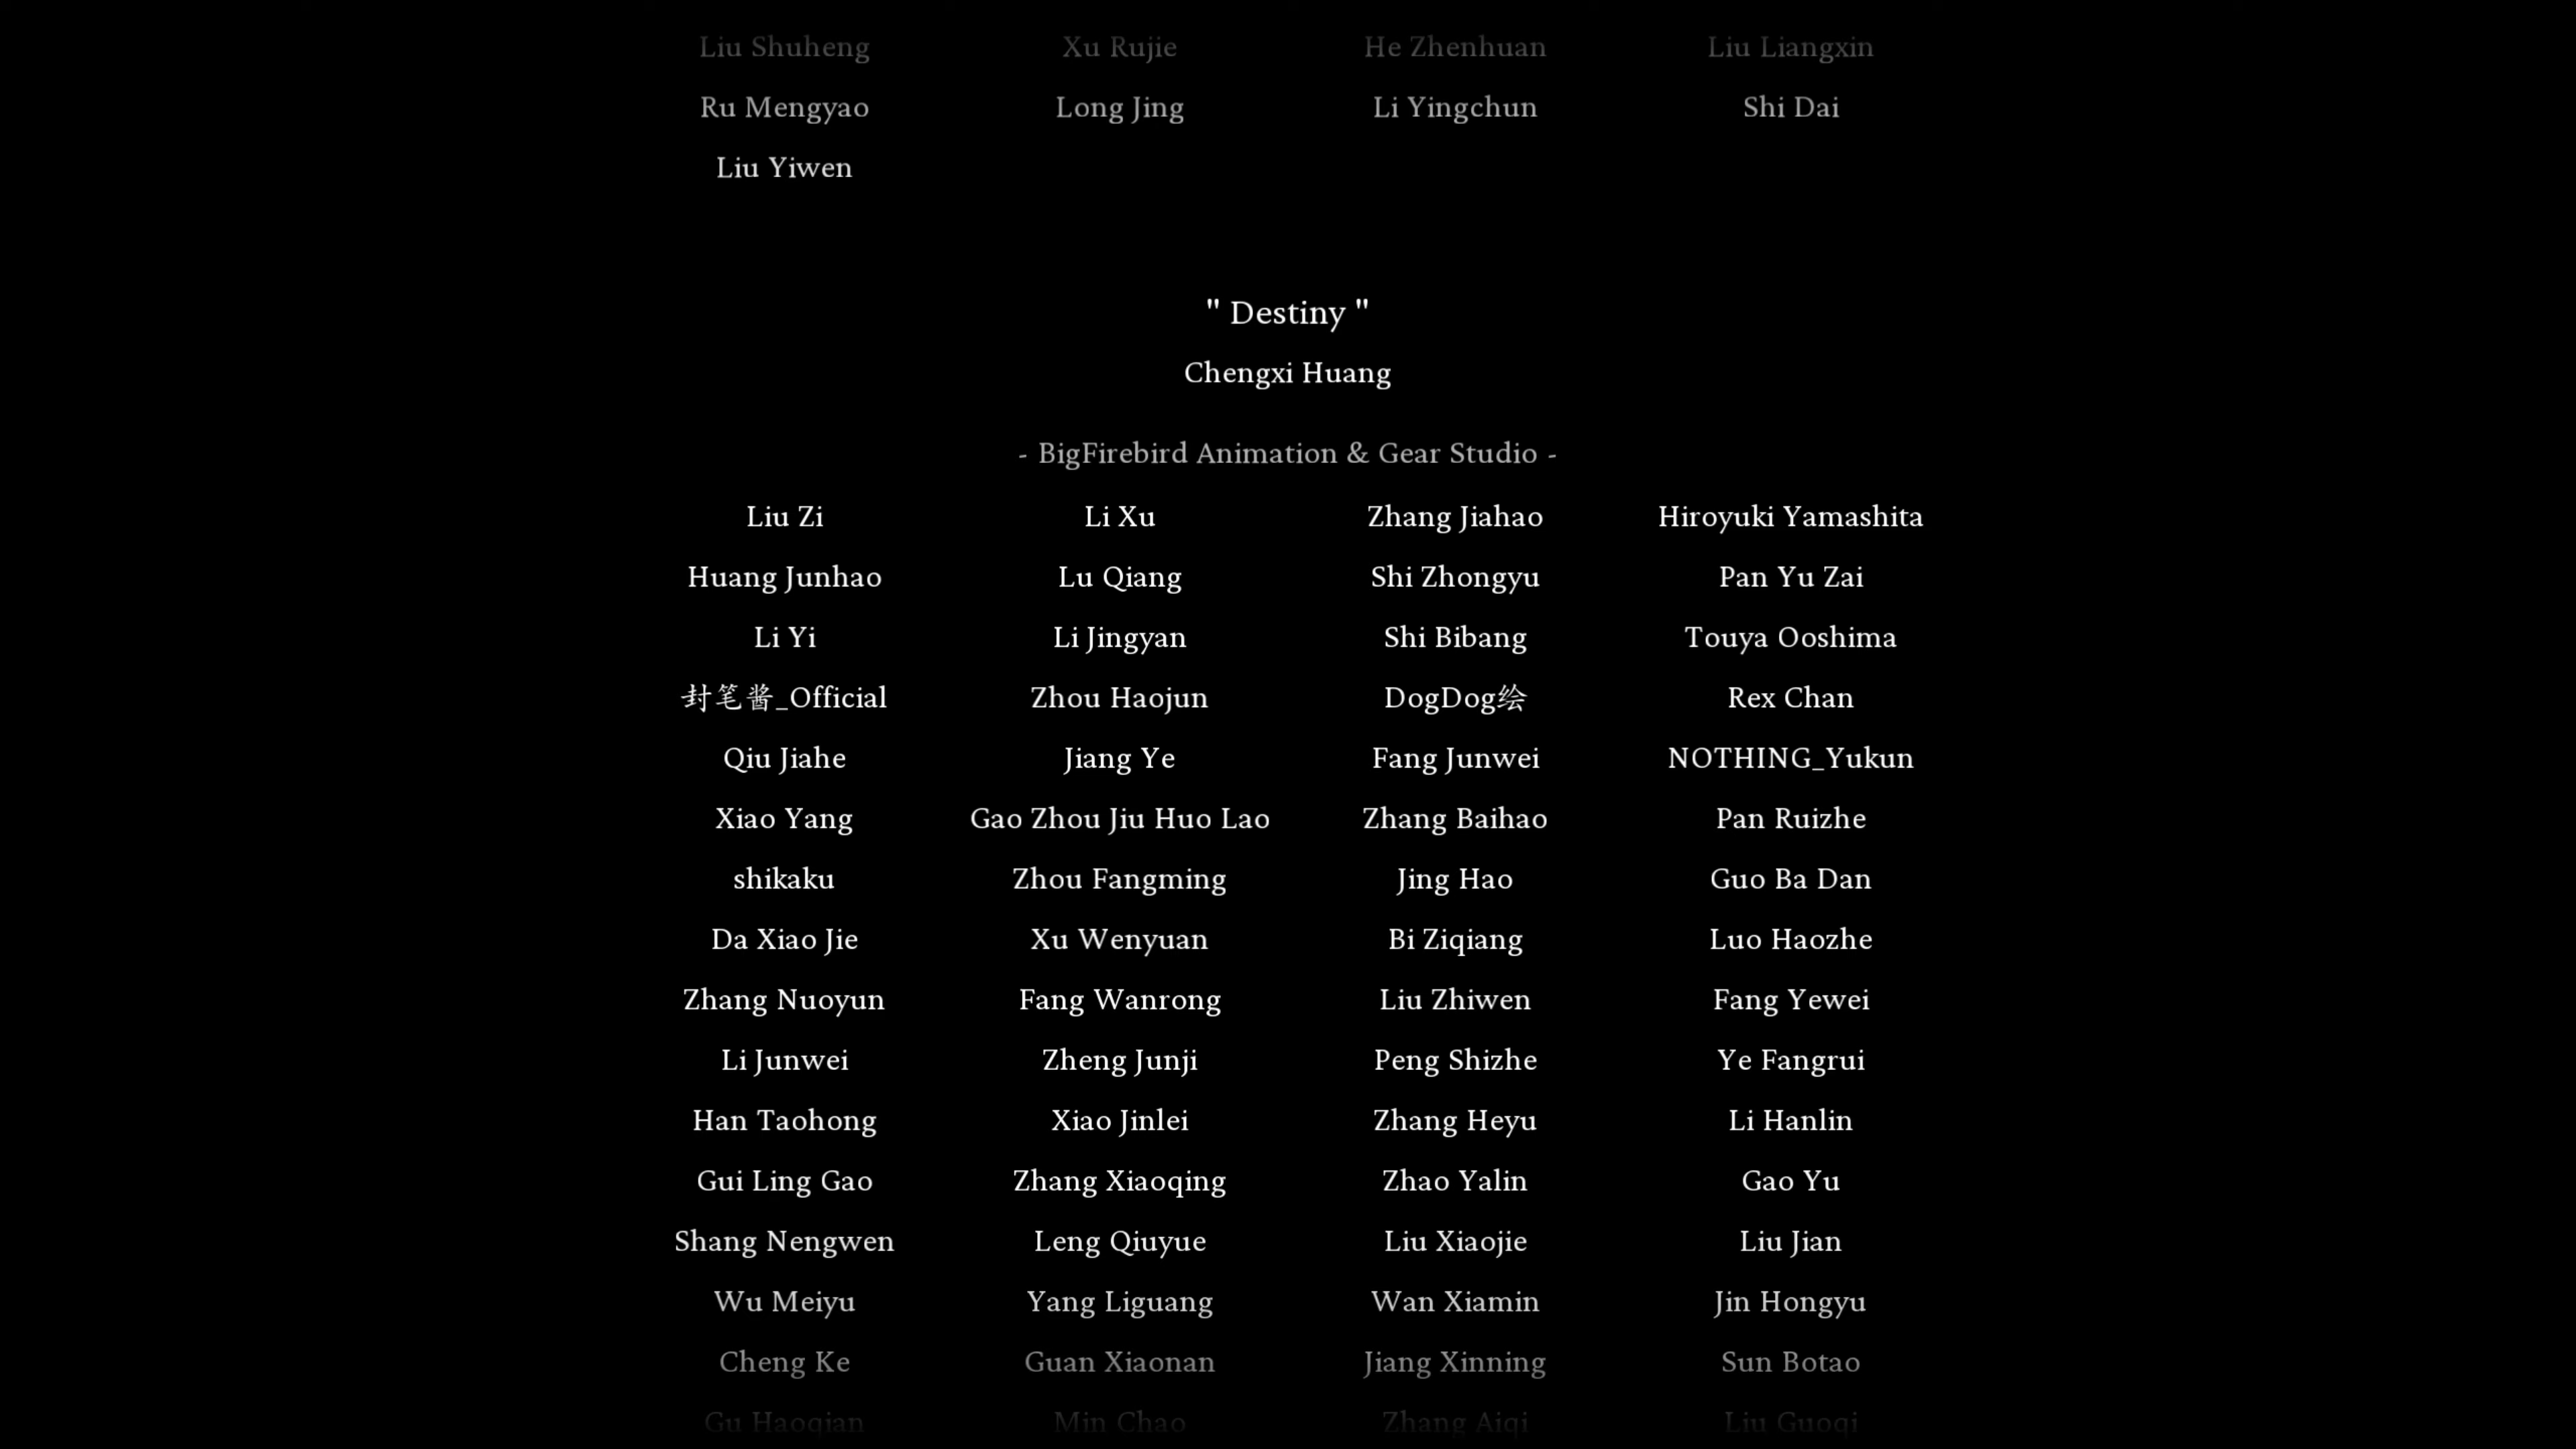 Liu Shuheng Xu Rujie He Zhenhuan Liu Liangxin
Ru Mengyao Long Jing Li Yingchun Shi Dai
Liu Yiwen
" Destiny "
Chengxi Huang
- BigFirebird Animation & Gear Studio -
Liu Zi Li Xu Zhang Jiahao Hiroyuki Yamashita
Huang Junhao Lu Qiang Shi Zhongyu Pan Yu Zai
Li Yi Li Jingyan Shi Bibang Touya Ooshima
封笔酱_Official Zhou Haojun DogDog绘 Rex Chan
Qiu Jiahe Jiang Ye Fang Junwei NOTHING_Yukun
Xiao Yang Gao Zhou Jiu Huo Lao Zhang Baihao Pan Ruizhe
shikaku Zhou Fangming Jing Hao Guo Ba Dan
Da Xiao Jie Xu Wenyuan Bi Ziqiang Luo Haozhe
Zhang Nuoyun Fang Wanrong Liu Zhiwen Fang Yewei
Li Junwei Zheng Junji Peng Shizhe Ye Fangrui
Han Taohong Xiao Jinlei Zhang Heyu Li Hanlin
Gui Ling Gao Zhang Xiaoqing Zhao Yalin Gao Yu
Shang Nengwen Leng Qiuyue Liu Xiaojie Liu Jian
Wu Meiyu Yang Liguang Wan Xiamin Jin Hongyu
Cheng Ke Guan Xiaonan Jiang Xinning Sun Botao
Gu Haoqian Min Chao Zhang Aiqi Liu Guoqi